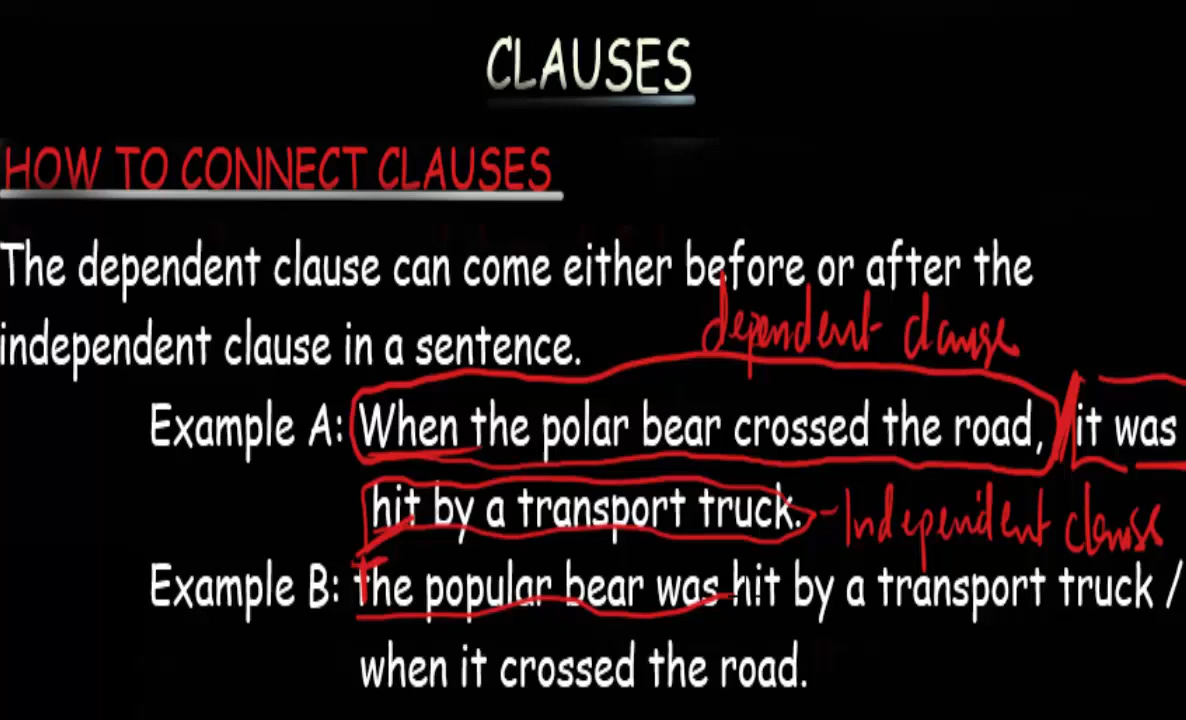 CLAUSES
HOW TO CONNECT CLAUSES
The dependent clause can come either before or after the
independent clause in a sentence.
dependent clause
Example A: When the polar bear crossed the road, it was
hit by a transport truck. - Independent clause
Example B: The popular bear was hit by a transport truck /
when it crossed the road.